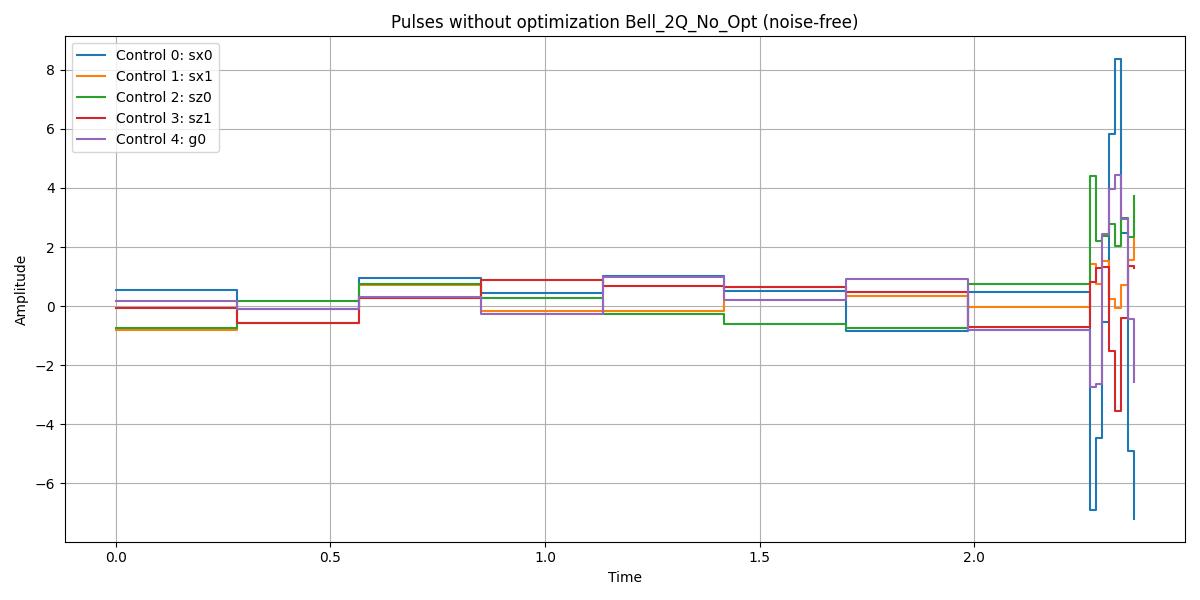 Pulses without optimization Bell_2Q_No_Opt (noise-free)
Control 0: sx0
Control 1: sx1
Control 2: sz0
Control 3: sz1
Control 4: g0
Amplitude
8
6
4
2
0
−2
−4
−6
0.0 0.5 1.0 1.5 2.0
Time